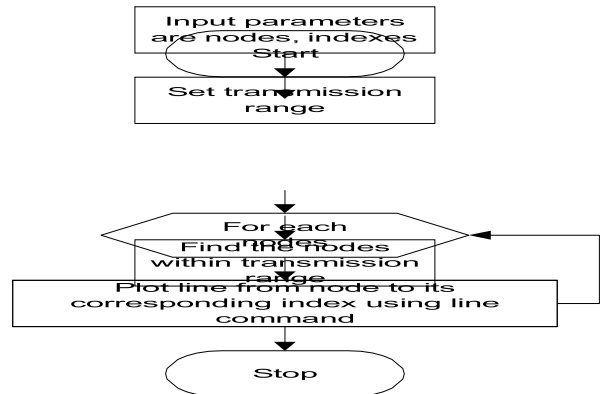 Input parameters
are nodes, indexes
Start
Set transmission
range
For each
nodes
Find the nodes
within transmission
range
Plot line from node to its
corresponding index using line
command
Stop